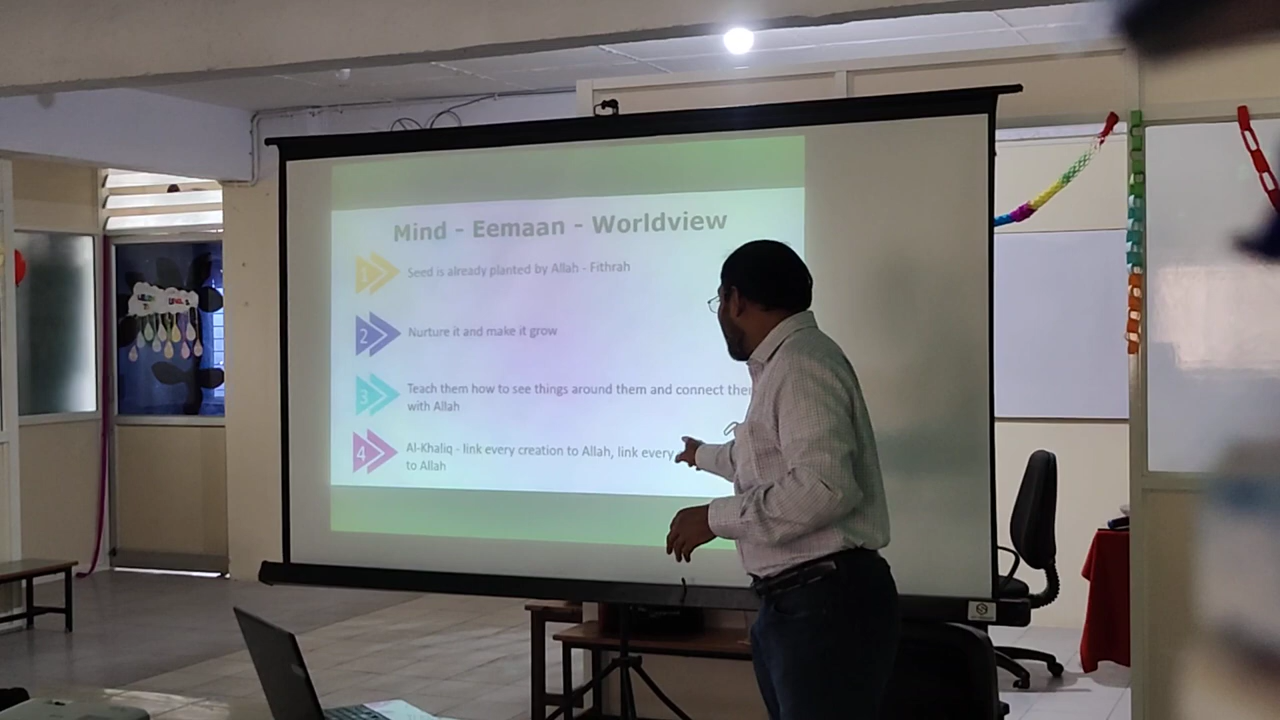 Mind - Eemaan - Worldview
1
Seed is already planted by Allah - Fithrah
2
Nurture it and make it grow
3
Teach them how to see things around them and connect
with Allah
4
Al-Khaliq - link every creation to Allah, link every
to Allah